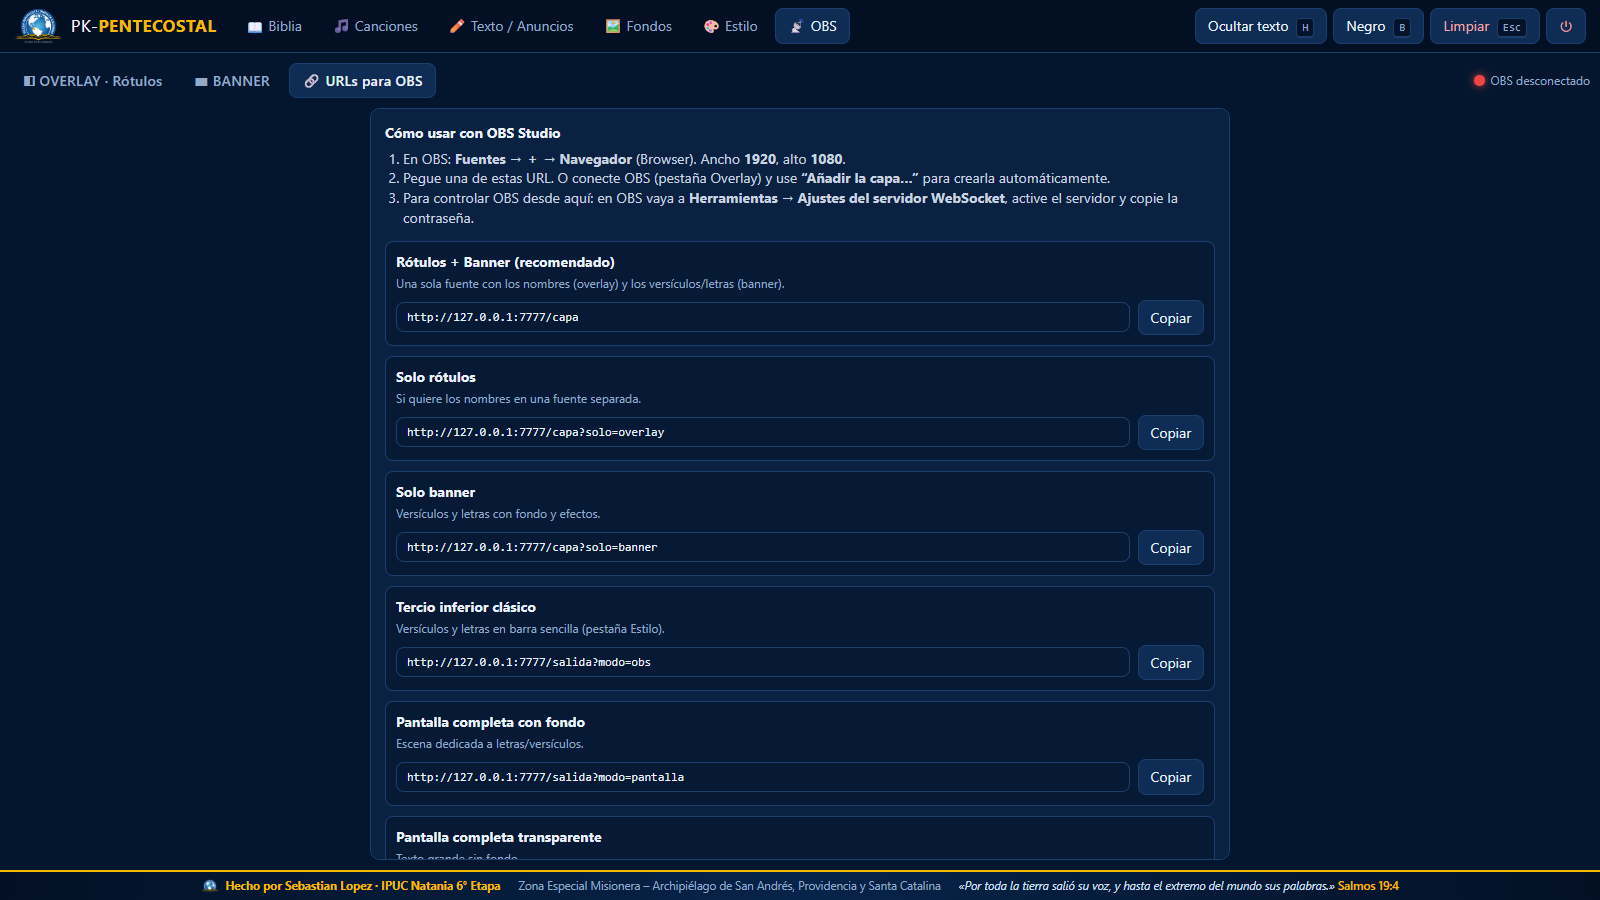 PK-PENTECOSTAL
Biblia
Canciones
Texto / Anuncios
Fondos
Estilo
OBS
Ocultar texto H
Negro B
Limpiar Esc
OVERLAY · Rótulos
BANNER
URLs para OBS
OBS desconectado
Cómo usar con OBS Studio
1. En OBS: Fuentes → + → Navegador (Browser). Ancho 1920, alto 1080.
2. Pegue una de estas URL. O conecte OBS (pestaña Overlay) y use “Añadir la capa…” para crearla automáticamente.
3. Para controlar OBS desde aquí: en OBS vaya a Herramientas → Ajustes del servidor WebSocket, active el servidor y copie la
contraseña.
Rótulos + Banner (recomendado)
Una sola fuente con los nombres (overlay) y los versículos/letras (banner).
http://127.0.0.1:7777/capa
Copiar
Solo rótulos
Si quiere los nombres en una fuente separada.
http://127.0.0.1:7777/capa?solo=overlay
Copiar
Solo banner
Versículos y letras con fondo y efectos.
http://127.0.0.1:7777/capa?solo=banner
Copiar
Tercio inferior clásico
Versículos y letras en barra sencilla (pestaña Estilo).
http://127.0.0.1:7777/salida?modo=obs
Copiar
Pantalla completa con fondo
Escena dedicada a letras/versículos.
http://127.0.0.1:7777/salida?modo=pantalla
Copiar
Pantalla completa transparente
Texto grande sin fondo.
Hecho por Sebastian Lopez · IPUC Natania 6° Etapa
Zona Especial Misionera – Archipiélago de San Andrés, Providencia y Santa Catalina
«Por toda la tierra salió su voz, y hasta el extremo del mundo sus palabras.» Salmos 19:4